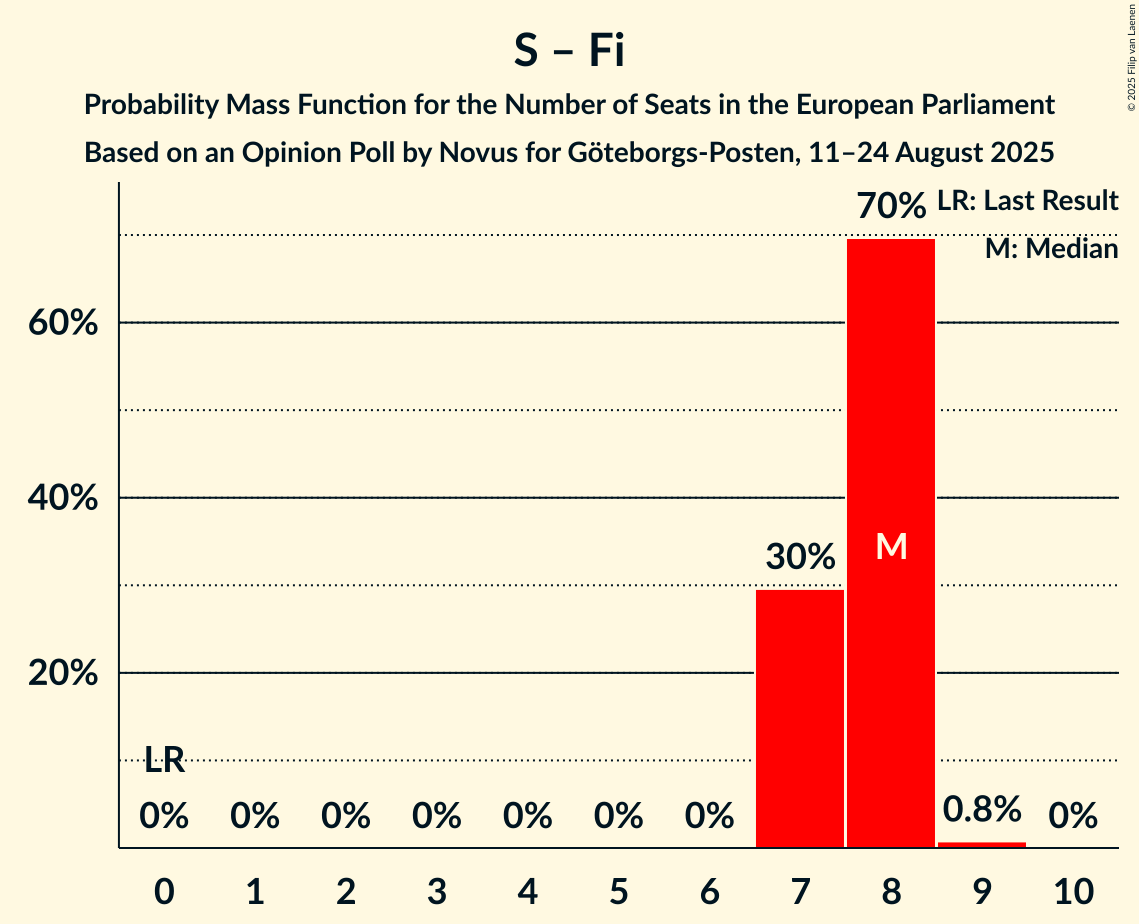 S – Fi
Probability Mass Function for the Number of Seats in the European Parliament
Based on an Opinion Poll by Novus for Göteborgs-Posten, 11–24 August 2025
© 2025 Filip van Laenen
LR: Last Result
M: Median
60%
40%
20%
LR
0% 0% 0% 0% 0% 0% 0% 30% 70% 0.8% 0%
M
0 1 2 3 4 5 6 7 8 9 10